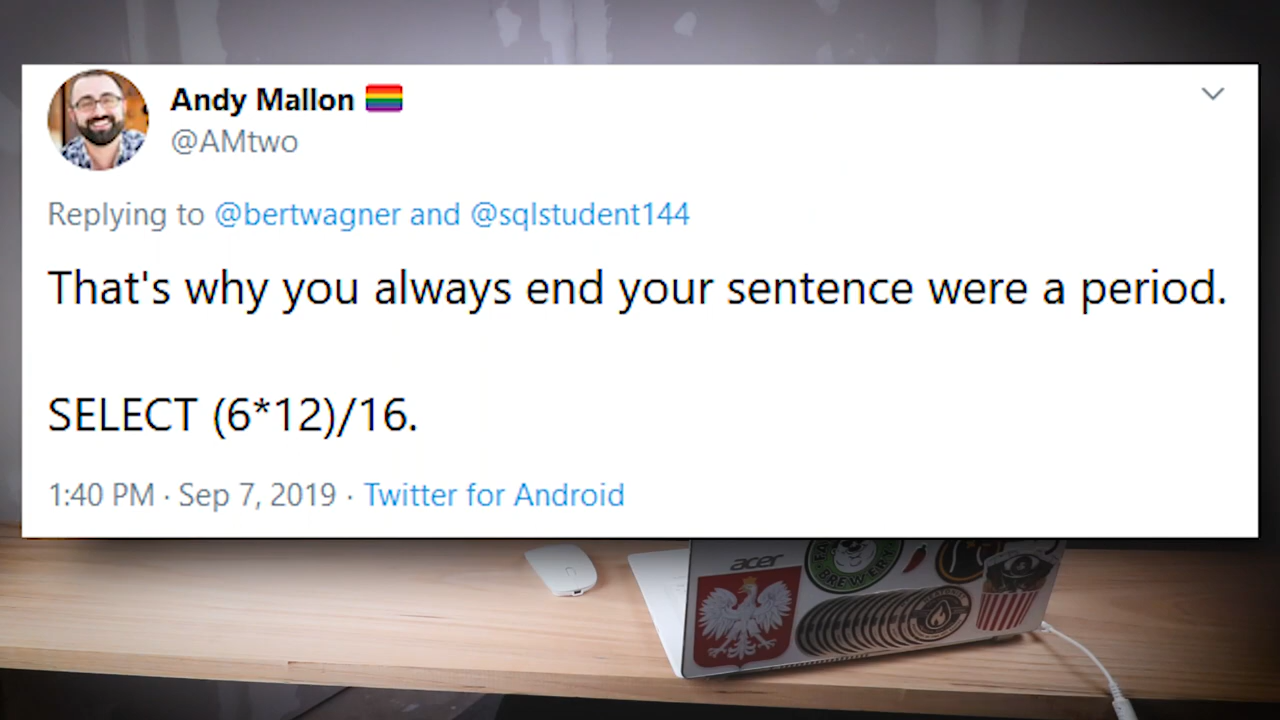 Andy Mallon 🏳️‍🌈
@AMtwo
Replying to @bertwagner and @sqlstudent144
That's why you always end your sentence were a period.
SELECT (6*12)/16.
1:40 PM · Sep 7, 2019 · Twitter for Android
acer
BREWERY